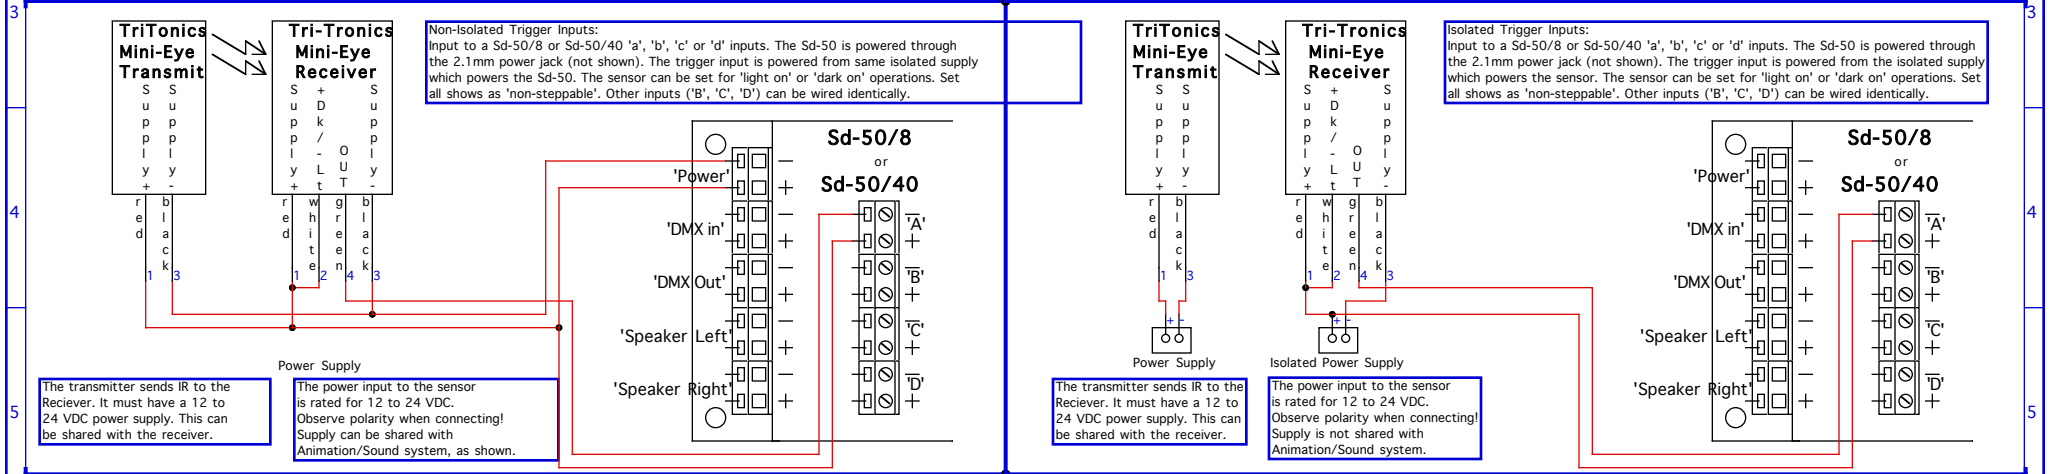 3
TriTonics
Mini-Eye
Transmit
Supply+
Supply-
red
black
1
3
Tri-Tronics
Mini-Eye
Receiver
Supply+
+Dk/-Lt
OUT
Supply-
red
white
green
black
1
2
4
3
Non-Isolated Trigger Inputs:
Input to a Sd-50/8 or Sd-50/40 'a', 'b', 'c' or 'd' inputs. The Sd-50 is powered through
the 2.1mm power jack (not shown). The trigger input is powered from same isolated supply
which powers the Sd-50. The sensor can be set for 'light on' or 'dark on' operations. Set
all shows as 'non-steppable'. Other inputs ('B', 'C', 'D') can be wired identically.
Sd-50/8
or
Sd-50/40
'Power'
—
+
'DMX in'
—
+
'DMX Out'
—
+
'Speaker Left'
—
+
'Speaker Right'
—
+
—
'A'
+
—
'B'
+
—
'C'
+
—
'D'
+
4
5
Power Supply
The transmitter sends IR to the
Reciever. It must have a 12 to
24 VDC power supply. This can
be shared with the receiver.
The power input to the sensor
is rated for 12 to 24 VDC.
Observe polarity when connecting!
Supply can be shared with
Animation/Sound system, as shown.
TriTonics
Mini-Eye
Transmit
Supply+
Supply-
red
black
1
3
+ -
Power Supply
Tri-Tronics
Mini-Eye
Receiver
Supply+
+Dk/-Lt
OUT
Supply-
red
white
green
black
1
2
4
3
+ -
Isolated Power Supply
Isolated Trigger Inputs:
Input to a Sd-50/8 or Sd-50/40 'a', 'b', 'c' or 'd' inputs. The Sd-50 is powered through
the 2.1mm power jack (not shown). The trigger input is powered from the isolated supply
which powers the sensor. The sensor can be set for 'light on' or 'dark on' operations. Set
all shows as 'non-steppable'. Other inputs ('B', 'C', 'D') can be wired identically.
Sd-50/8
or
Sd-50/40
'Power'
—
+
'DMX in'
—
+
'DMX Out'
—
+
'Speaker Left'
—
+
'Speaker Right'
—
+
—
'A'
+
—
'B'
+
—
'C'
+
—
'D'
+
The transmitter sends IR to the
Reciever. It must have a 12 to
24 VDC power supply. This can
be shared with the receiver.
The power input to the sensor
is rated for 12 to 24 VDC.
Observe polarity when connecting!
Supply is not shared with
Animation/Sound system.
3
4
5